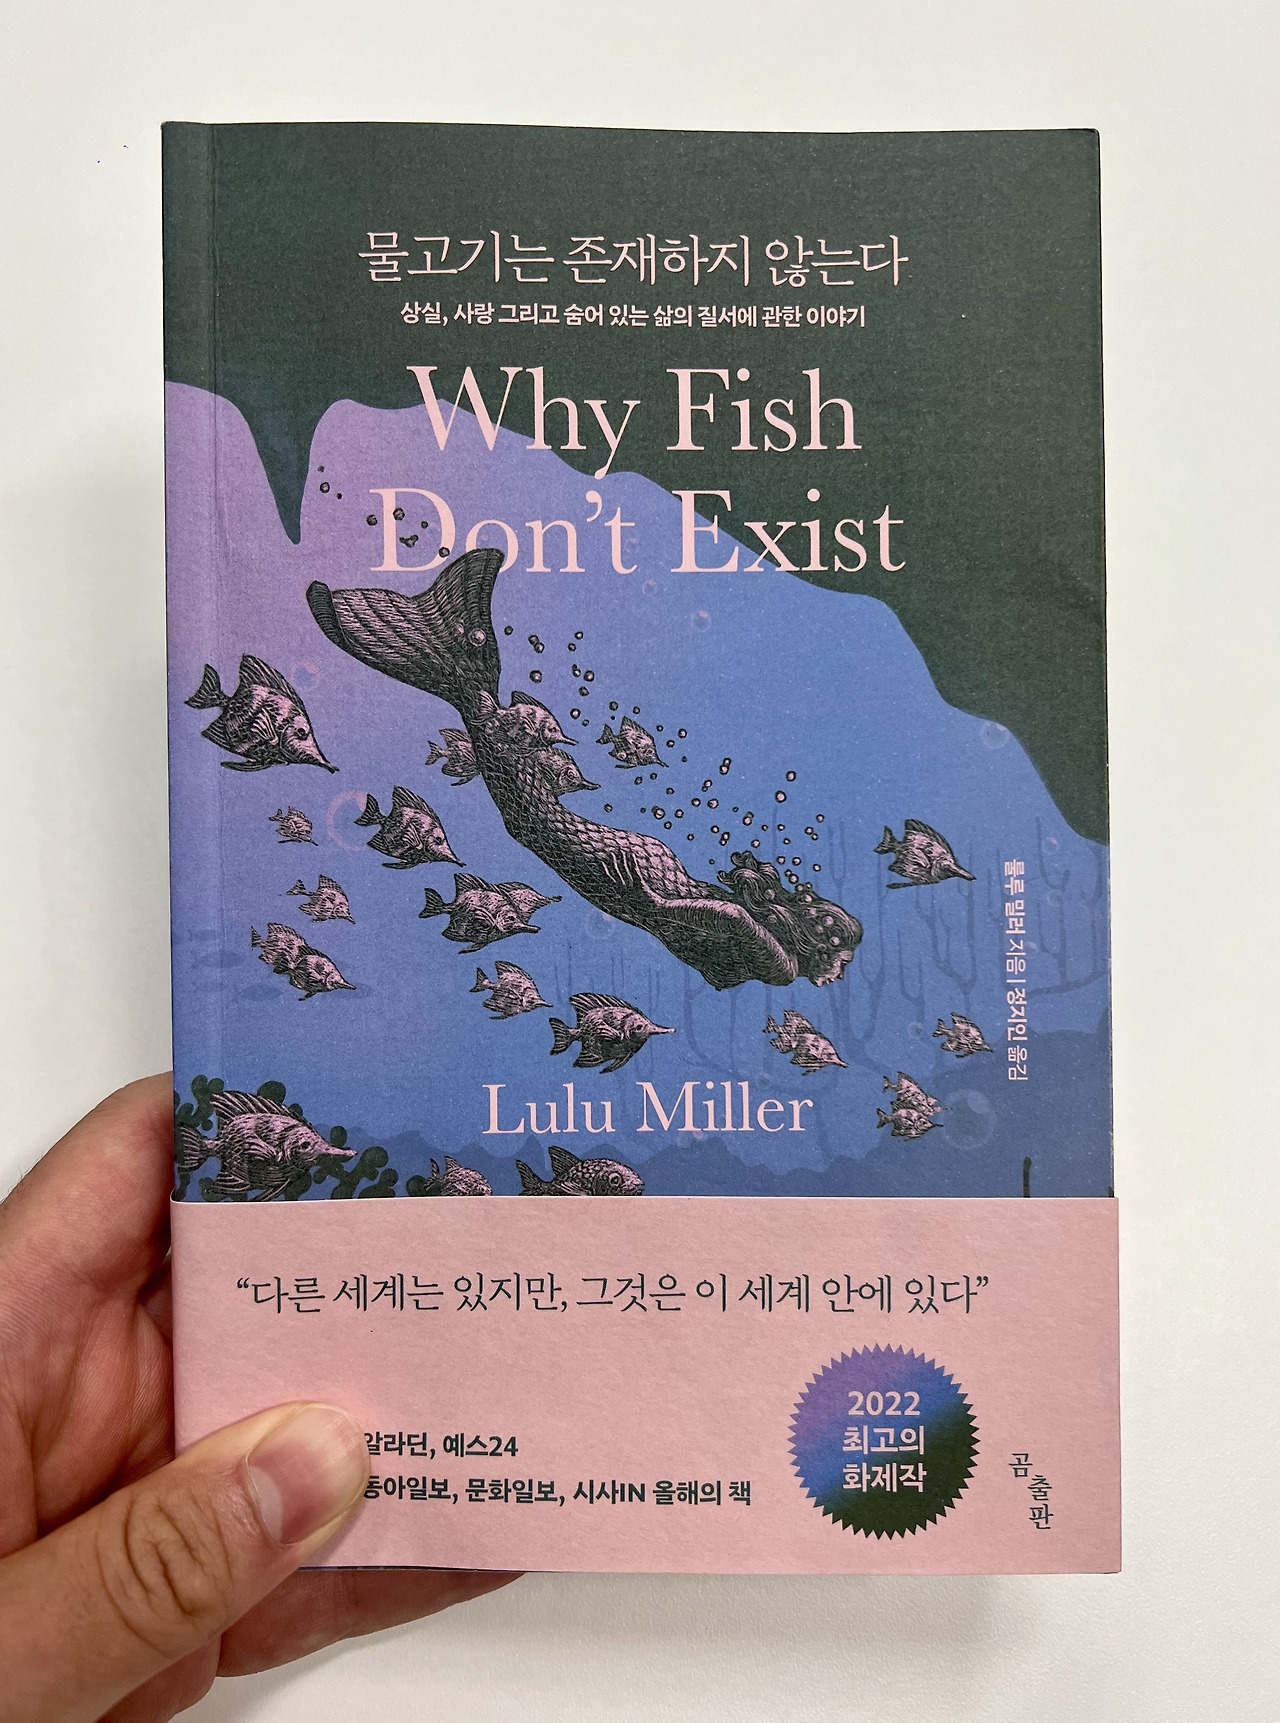 물고기는 존재하지 않는다
상실, 사랑 그리고 숨어 있는 삶의 질서에 관한 이야기
Why Fish
Don't Exist
룰루 밀러 지음 | 정지인 옮김
Lulu Miller
“다른 세계는 있지만, 그것은 이 세계 안에 있다”
알라딘, 예스24
동아일보, 문화일보, 시사IN 올해의 책
2022
최고의
화제작
곰출판